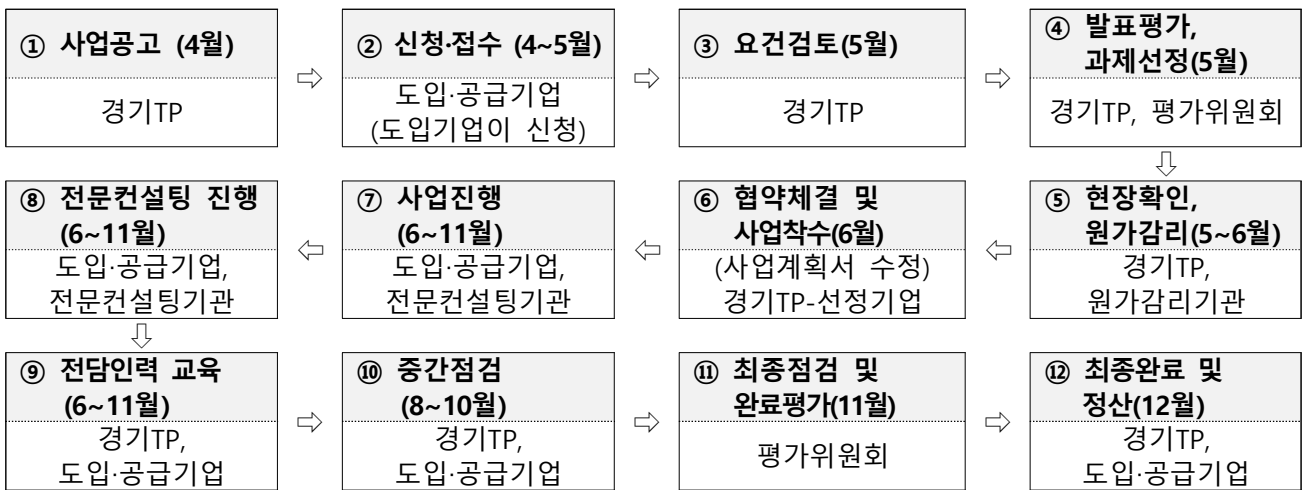 ① 사업공고 (4월)
경기TP
② 신청·접수 (4~5월)
도입·공급기업
(도입기업이 신청)
③ 요건검토(5월)
경기TP
④ 발표평가,
과제선정(5월)
경기TP, 평가위원회
⑤ 현장확인,
원가감리(5~6월)
경기TP,
원가감리기관
⑥ 협약체결 및
사업착수(6월)
(사업계획서 수정)
경기TP-선정기업
⑦ 사업진행
(6~11월)
도입·공급기업,
전문컨설팅기관
⑧ 전문컨설팅 진행
(6~11월)
도입·공급기업,
전문컨설팅기관
⑨ 전담인력 교육
(6~11월)
경기TP,
도입·공급기업
⑩ 중간점검
(8~10월)
경기TP,
도입·공급기업
⑪ 최종점검 및
완료평가(11월)
평가위원회
⑫ 최종완료 및
정산(12월)
경기TP,
도입·공급기업